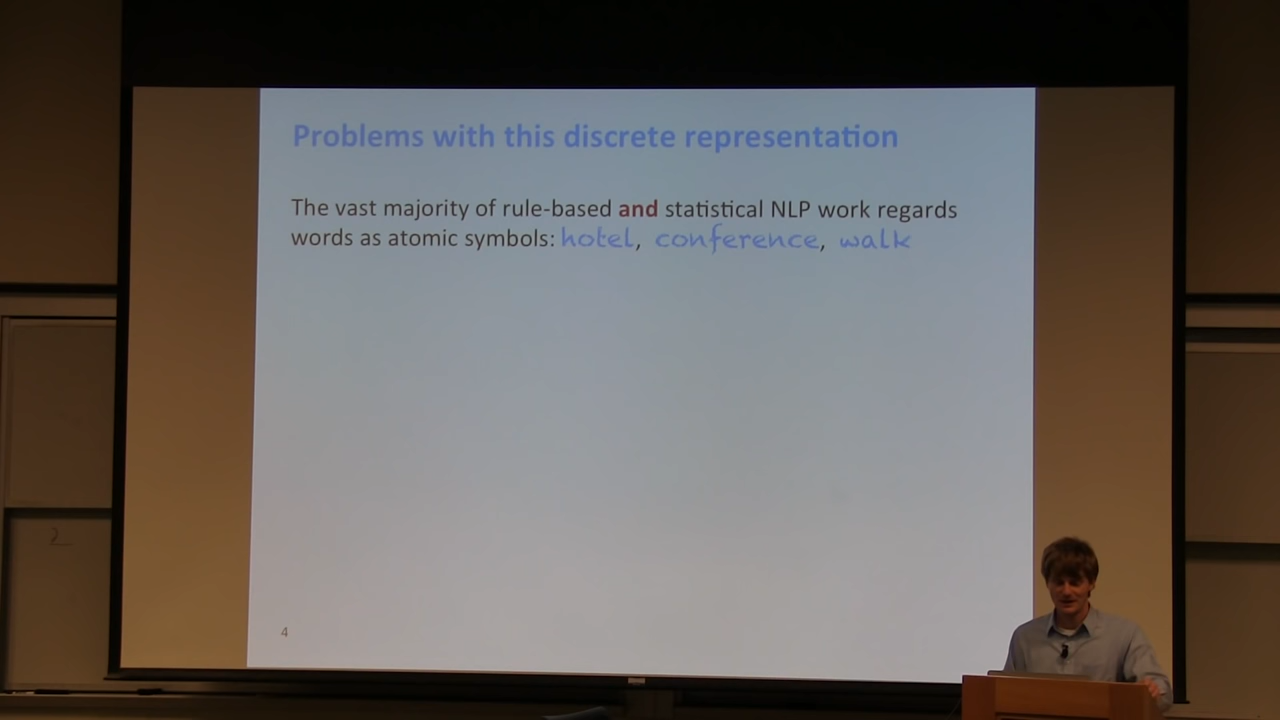 Problems with this discrete representation
The vast majority of rule-based and statistical NLP work regards
words as atomic symbols: hotel, conference, walk
4
2